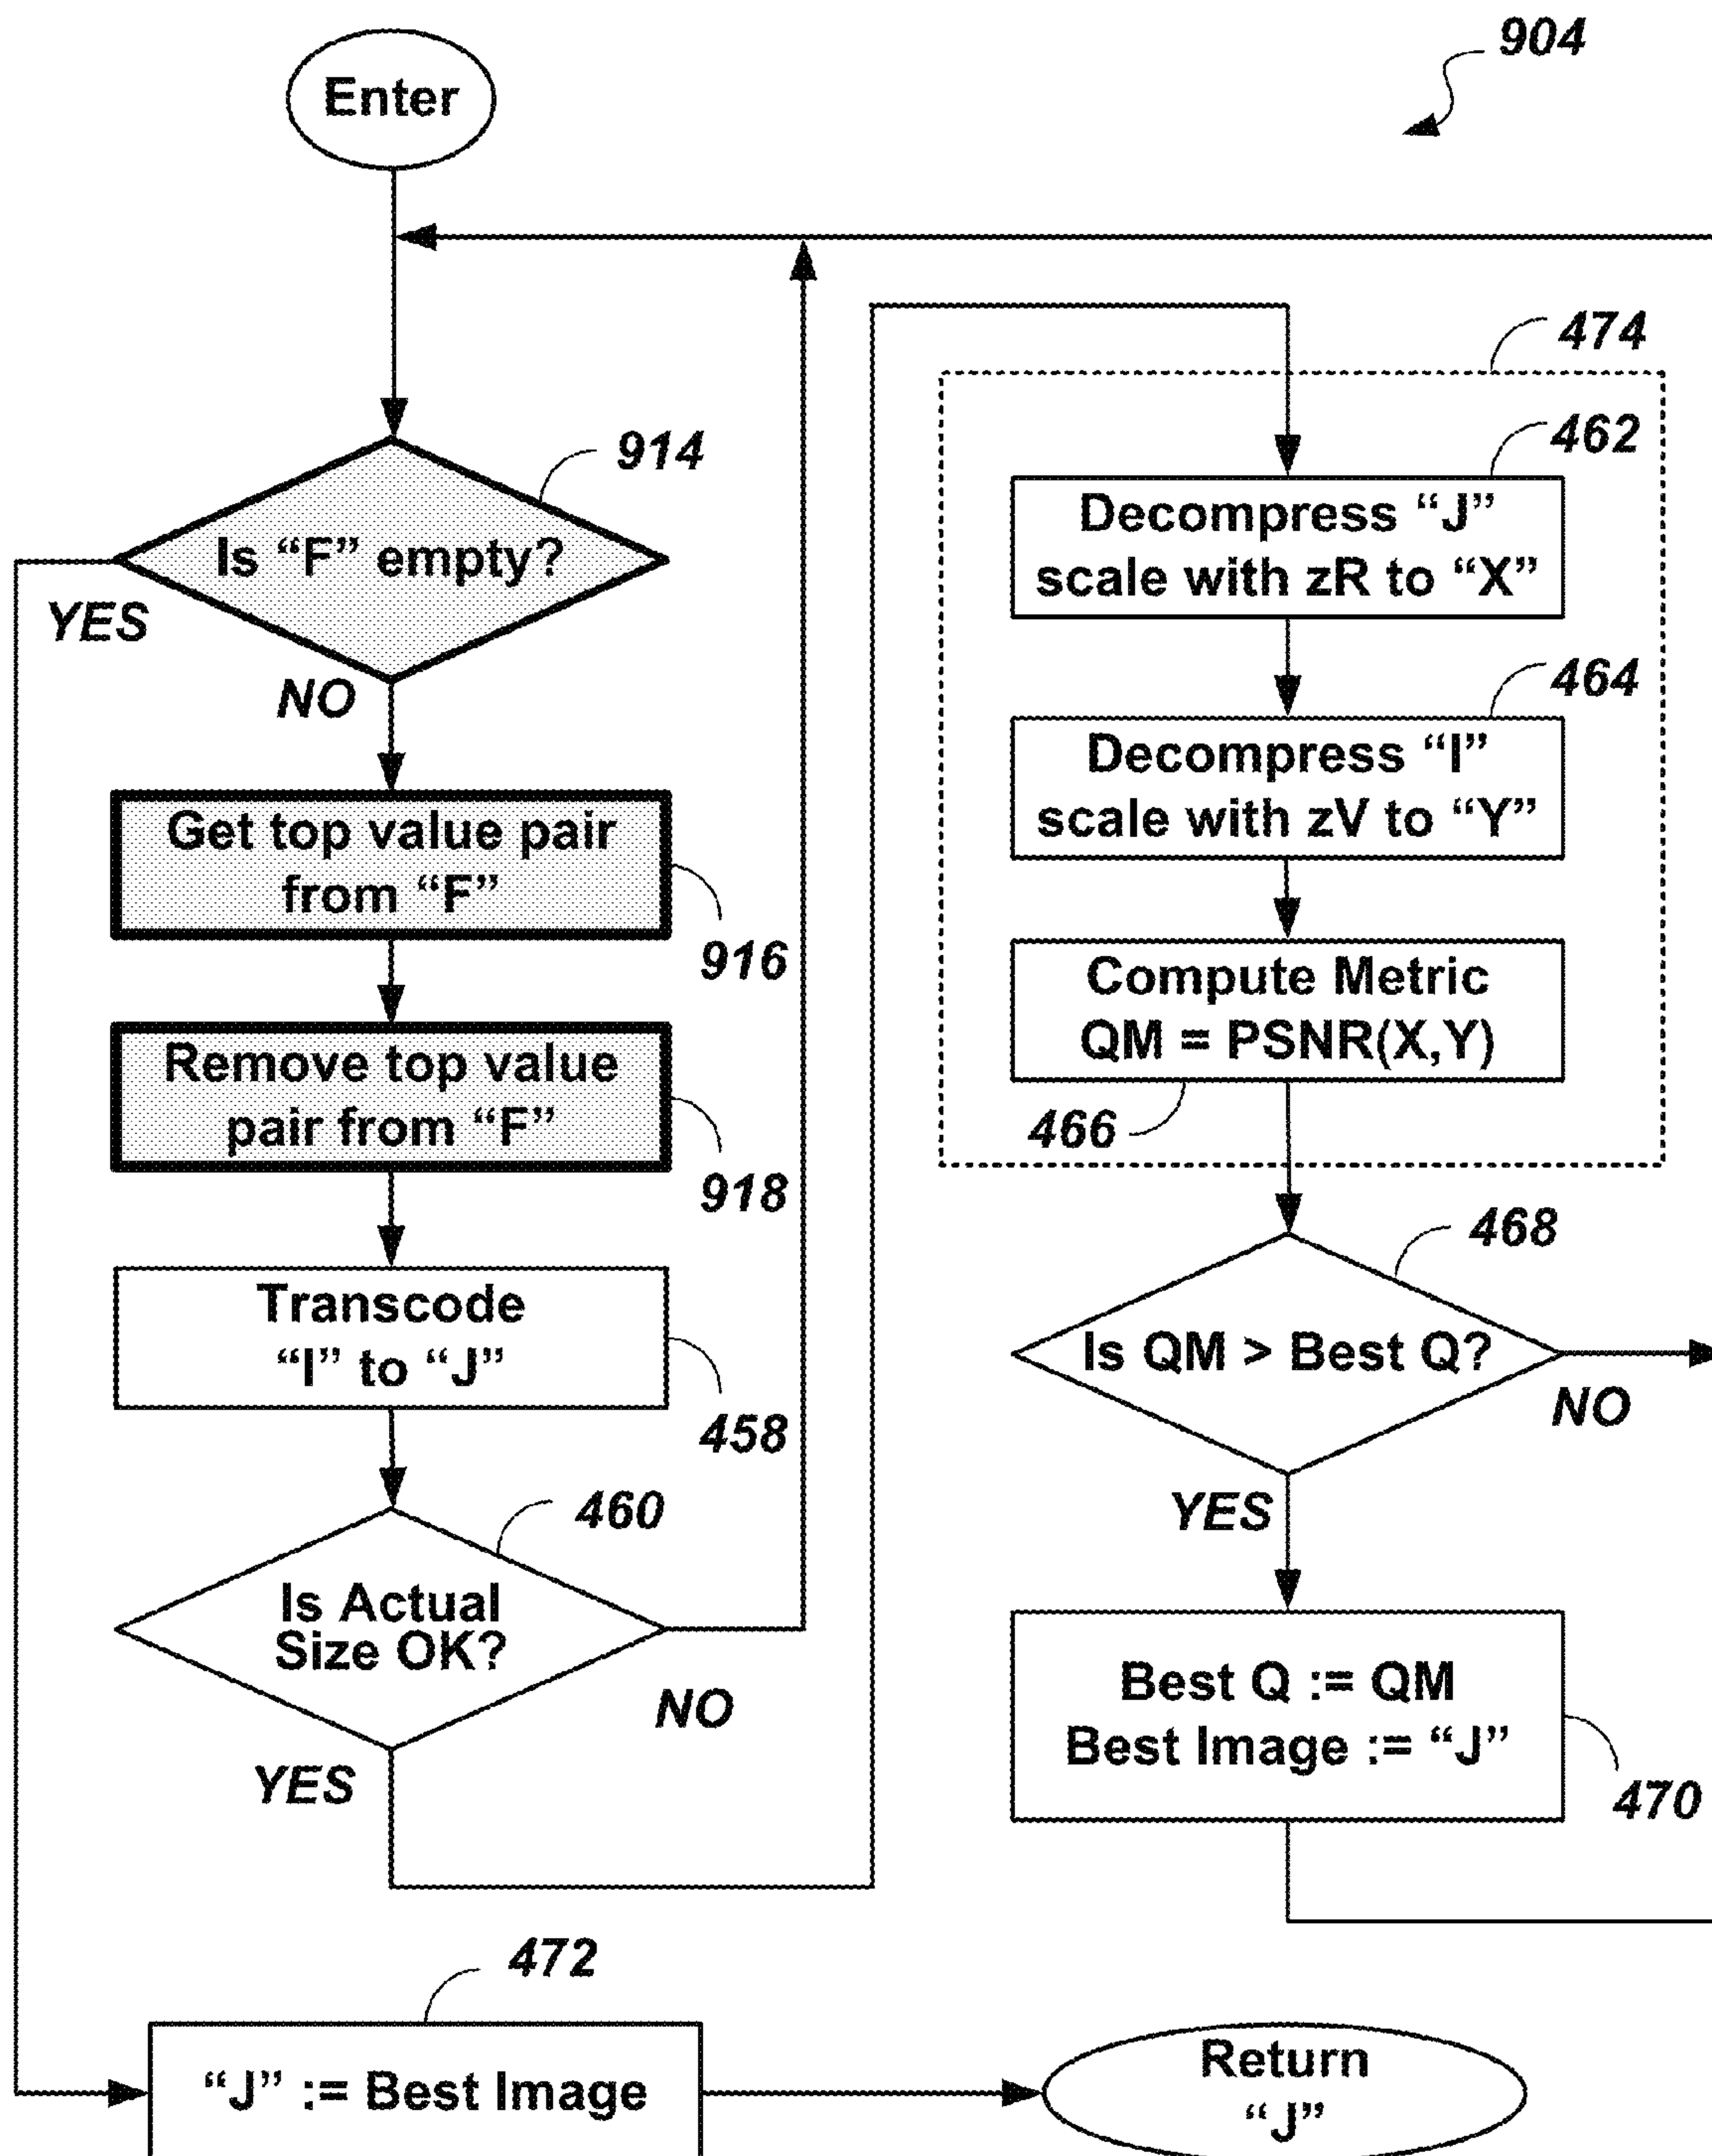 904
Enter
914
Is “F” empty?
YES
NO
Get top value pair
from “F”
916
Remove top value
pair from “F”
918
Transcode
“I” to “J”
458
460
Is Actual
Size OK?
NO
YES
474
462
Decompress “J”
scale with zR to “X”
464
Decompress “I”
scale with zV to “Y”
Compute Metric
QM = PSNR(X,Y)
466
468
Is QM > Best Q?
NO
YES
Best Q := QM
Best Image := “J”
470
472
“J” := Best Image
Return
“J”